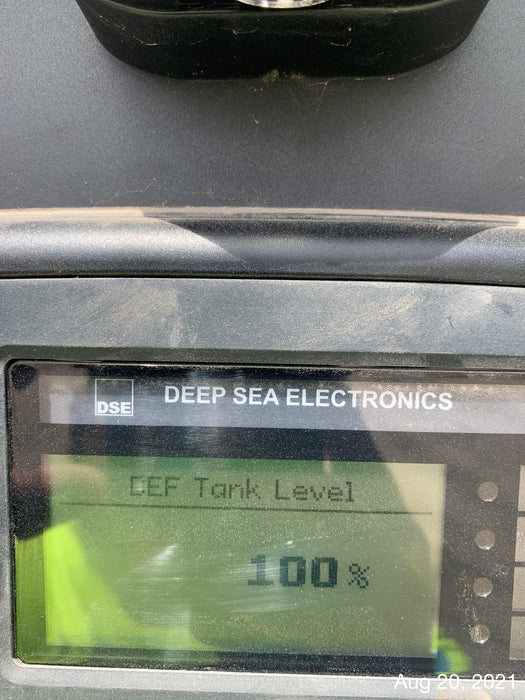 DSE DEEP SEA ELECTRONICS
DEF Tank Level
100%
Aug 20, 2021